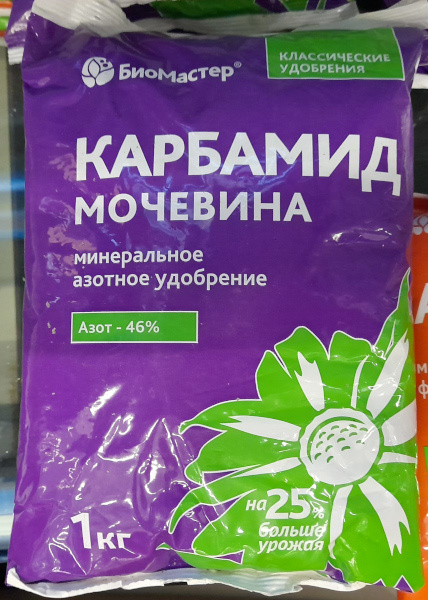 БиоМастер®
КЛАССИЧЕСКИЕ
УДОБРЕНИЯ
КАРБАМИД
МОЧЕВИНА
минеральное
азотное удобрение
Азот - 46%
на 25%
больше
урожая
1кг